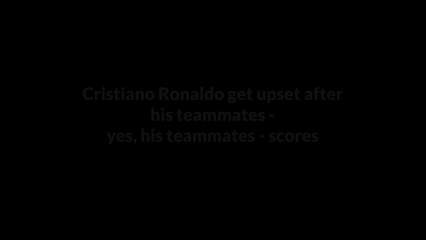 Cristiano Ronaldo get upset after
his teammates -
yes, his teammates - scores